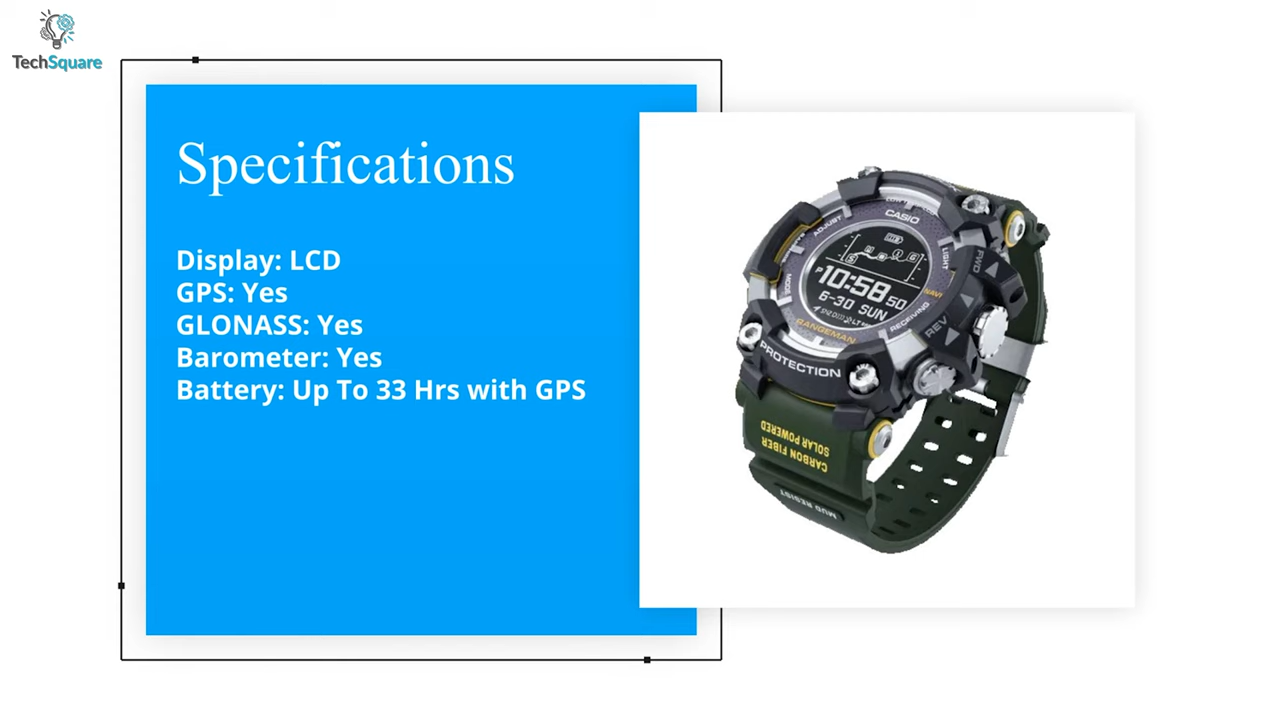 TechSquare
Specifications
Display: LCD
GPS: Yes
GLONASS: Yes
Barometer: Yes
Battery: Up To 33 Hrs with GPS
CASIO
ADJUST
LIGHT
MODE
FWD
NAVI
P 10:58 50
6-30 SUN
RECEIVING
REV
RANGEMAN
PROTECTION
CARBON FIBER
SOLAR POWERED
MUD RESIST